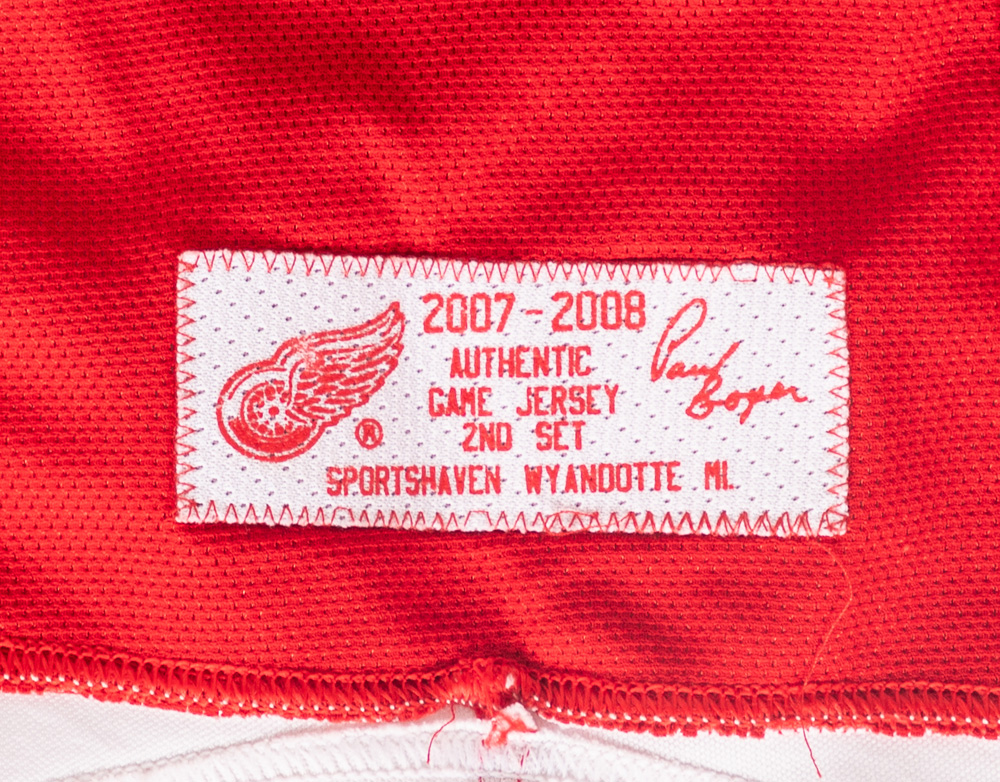 2007-2008
AUTHENTIC
GAME JERSEY
2ND SET
SPORTSHAVEN WYANDOTTE MI.
Paul
Boyer
®